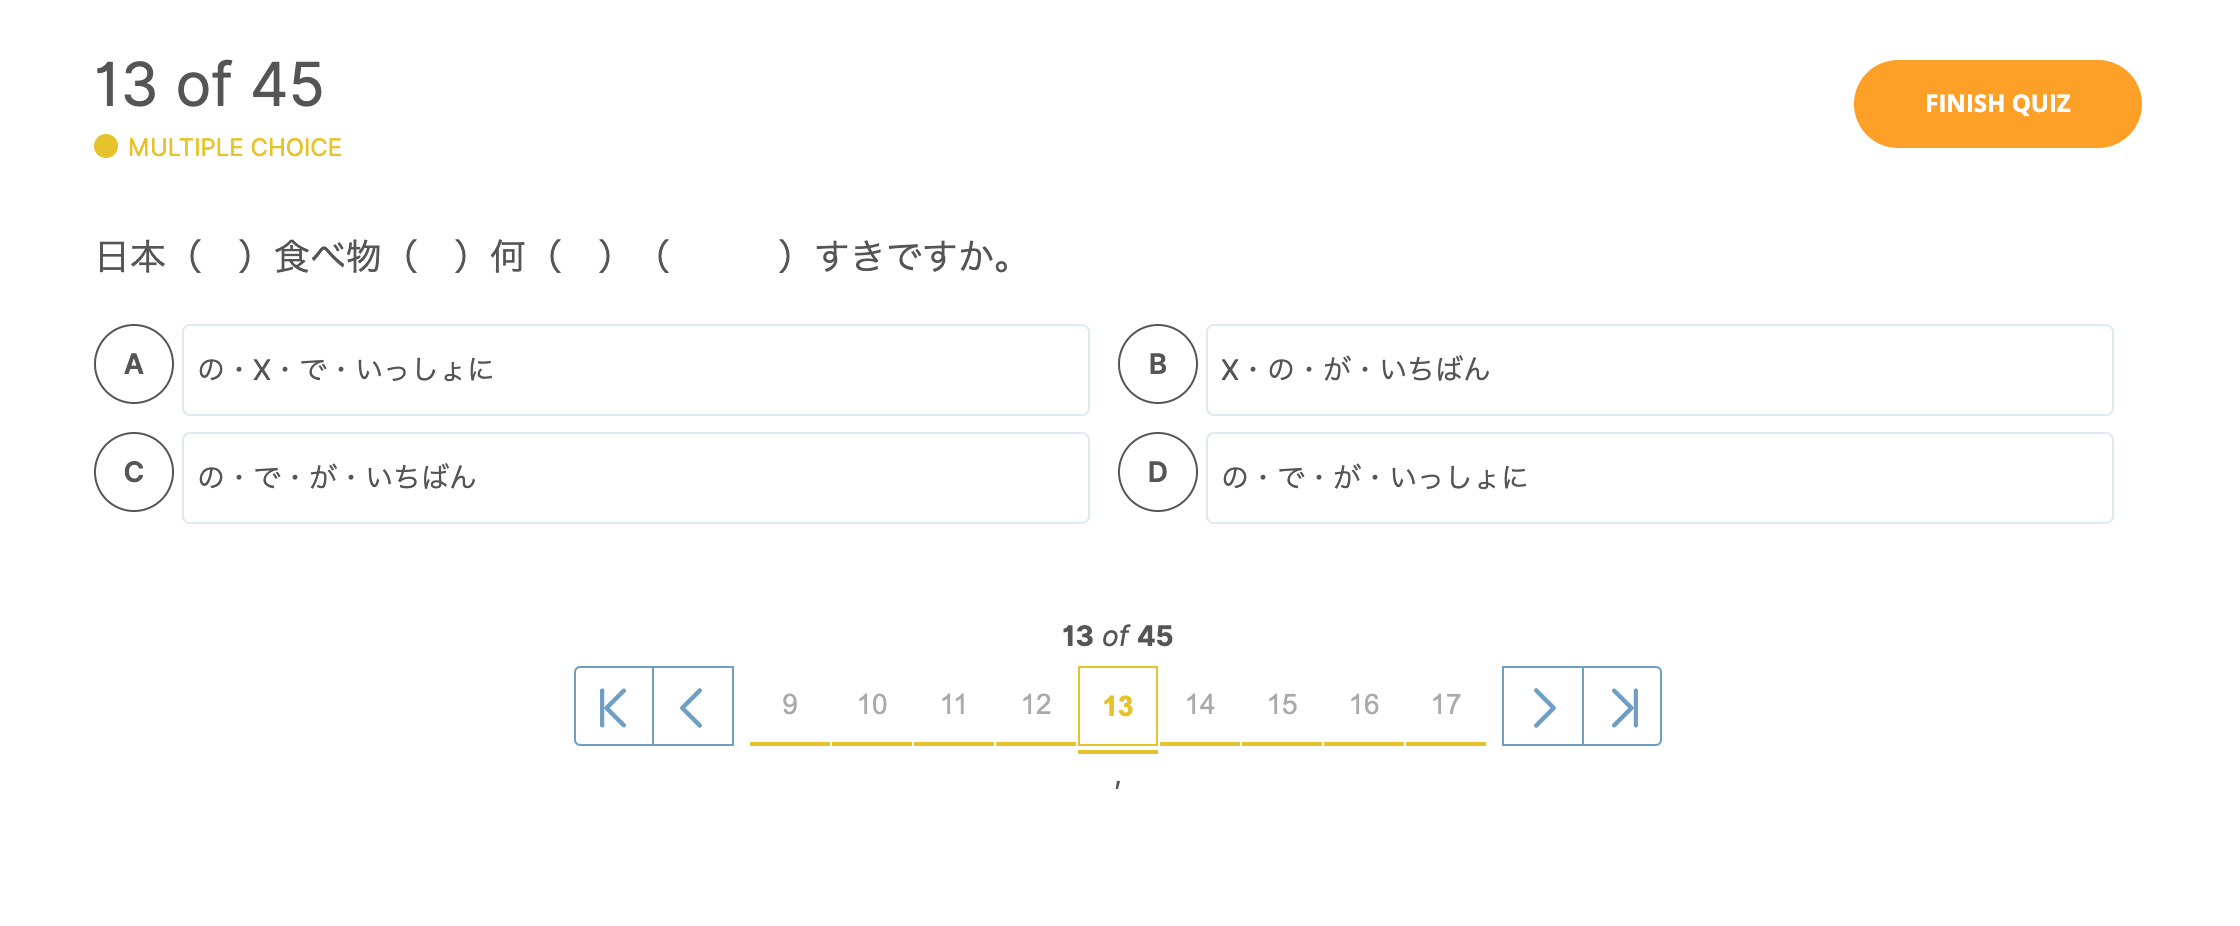 13 of 45
FINISH QUIZ
MULTIPLE CHOICE
日本（　）食べ物（　）何（　）（　　　）すきですか。
A の・X・で・いっしょに
B X・の・が・いちばん
C の・で・が・いちばん
D の・で・が・いっしょに
13 of 45
9 10 11 12 13 14 15 16 17
,